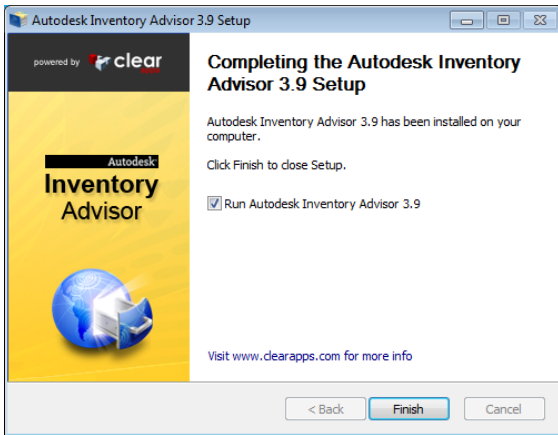 Autodesk Inventory Advisor 3.9 Setup
powered by clear
Completing the Autodesk Inventory
Advisor 3.9 Setup
Autodesk Inventory Advisor 3.9 has been installed on your
computer.
Click Finish to close Setup.
Autodesk
Inventory
Advisor
Run Autodesk Inventory Advisor 3.9
Visit www.clearapps.com for more info
< Back
Finish
Cancel